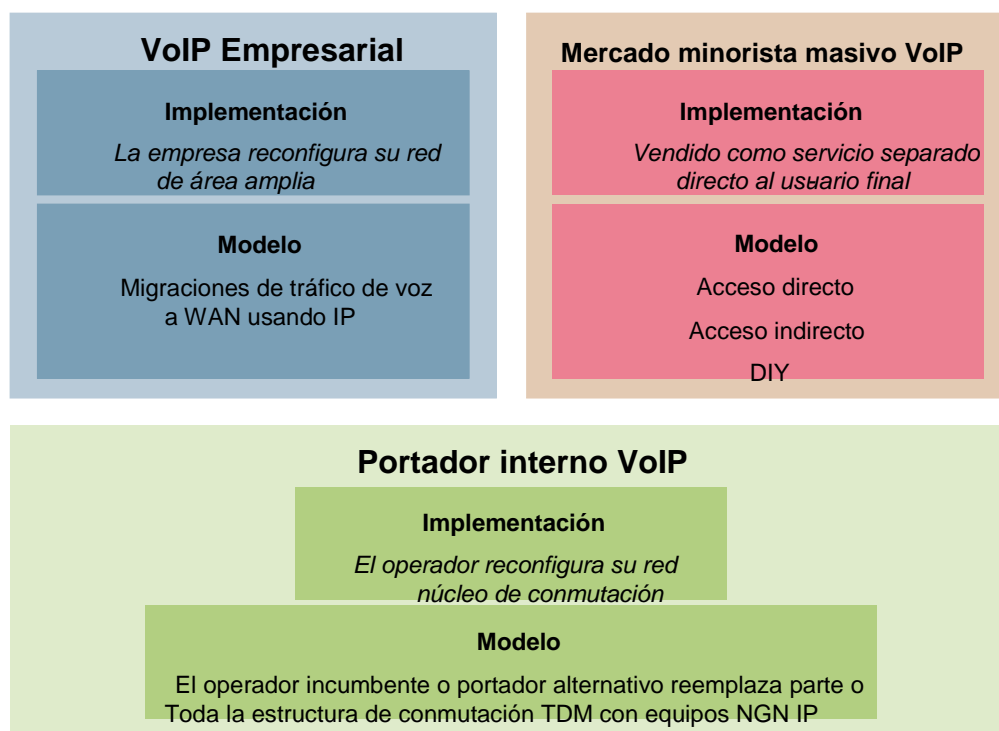 VoIP Empresarial
Implementación
La empresa reconfigura su red
de área amplia
Modelo
Migraciones de tráfico de voz
a WAN usando IP
Mercado minorista masivo VoIP
Implementación
Vendido como servicio separado
directo al usuario final
Modelo
Acceso directo
Acceso indirecto
DIY
Portador interno VoIP
Implementación
El operador reconfigura su red
núcleo de conmutación
Modelo
El operador incumbente o portador alternativo reemplaza parte o
Toda la estructura de conmutación TDM con equipos NGN IP